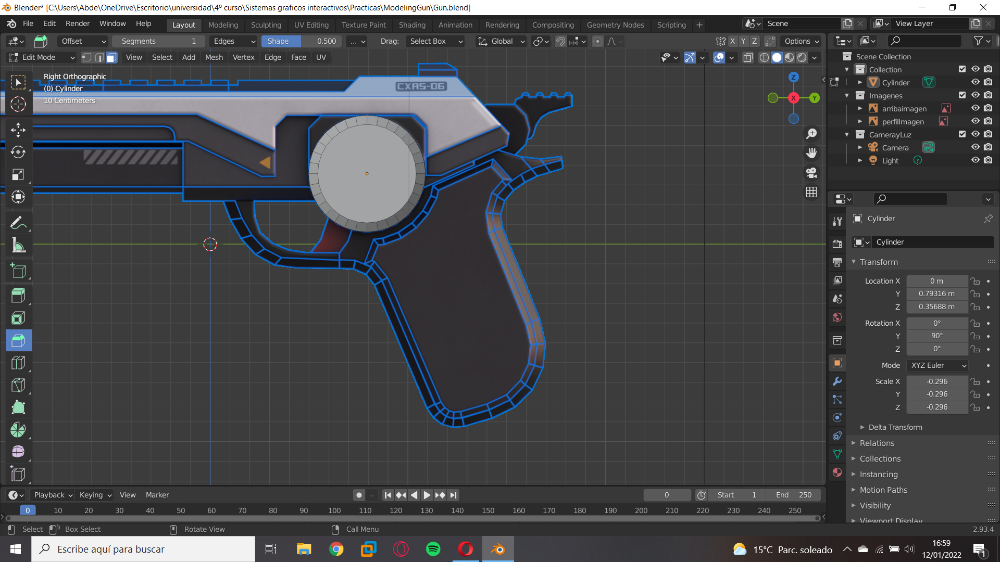 Blender* [C:\Users\Abde\OneDrive\Escritorio\universidad\4º curso\Sistemas graficos interactivos\Practicas\ModelingGun\Gun.blend]
File Edit Render Window Help Layout Modeling Sculpting UV Editing Texture Paint Shading Animation Rendering Compositing Geometry Nodes Scripting + Scene View Layer
Offset Segments 1 Edges Shape 0.500 ... Drag: Select Box Global X Y Z Options
Edit Mode View Select Add Mesh Vertex Edge Face UV
Right Orthographic
(0) Cylinder
10 Centimeters
CXAS-06
Z
X
Y
Scene Collection
Collection
Cylinder
Imagenes
arribaimagen
perfilImagen
CamerayLuz
Camera
Light
Cylinder
Cylinder
Transform
Location X 0 m
Y 0.79316 m
Z 0.35688 m
Rotation X 0°
Y 90°
Z 0°
Mode XYZ Euler
Scale X -0.296
Y -0.296
Z -0.296
Delta Transform
Relations
Collections
Instancing
Motion Paths
Visibility
Viewport Display
Playback Keying View Marker 0 Start 1 End 250
0 10 20 30 40 50 60 70 80 90 100 110 120 130 140 150 160 170 180 190 200 210 220 230 240 250
Select Box Select Rotate View Call Menu 2.93.4
Escribe aquí para buscar
15°C Parc. soleado
16:59
12/01/2022
1